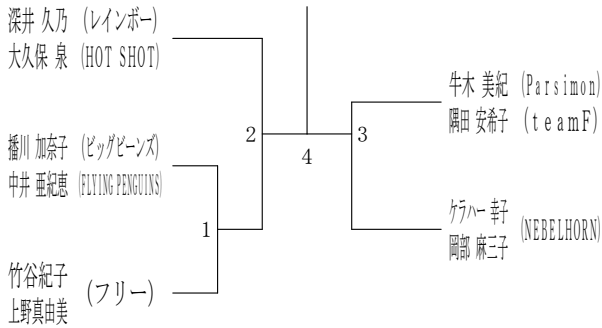 深井 久乃 (レインボー)
大久保 泉 (HOT SHOT)
播川 加奈子 (ビッグビーンズ)
中井 亜紀恵 (FLYING PENGUINS)
竹谷紀子
上野真由美
(フリー)
1
2
4
3
牛木 美紀 (Parsimon)
隅田 安希子 (teamF)
ケラハー 幸子
岡部 麻三子
(NEBELHORN)